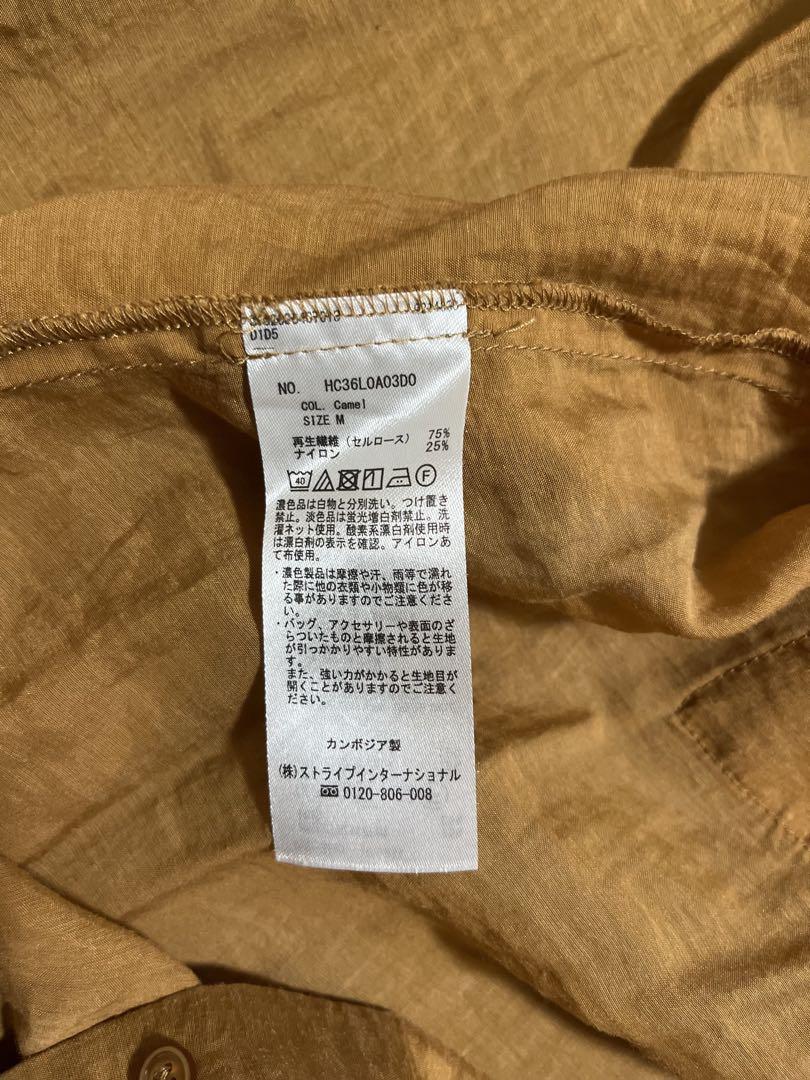 D1D5
NO. HC36L0A03D0
COL. Camel
SIZE M
再生繊維（セルロース） 75%
ナイロン 25%
40 F
濃色品は白物と分別洗い。つけ置き
禁止。淡色品は蛍光増白剤禁止。洗
濯ネット使用。酸素系漂白剤使用時
は漂白剤の表示を確認。アイロンあ
て布使用。
・濃色製品は摩擦や汗、雨等で濡れ
た際に他の衣類や小物類に色が移
る事がありますのでご注意くださ
い。
・バッグ、アクセサリーや表面のざ
らついたものと摩擦されると生地
が引っかかりやすい特性がありま
す。
また、強い力がかかると生地目が
開くことがありますのでご注意く
ださい。
カンボジア製
(株)ストライプインターナショナル
0120-806-008